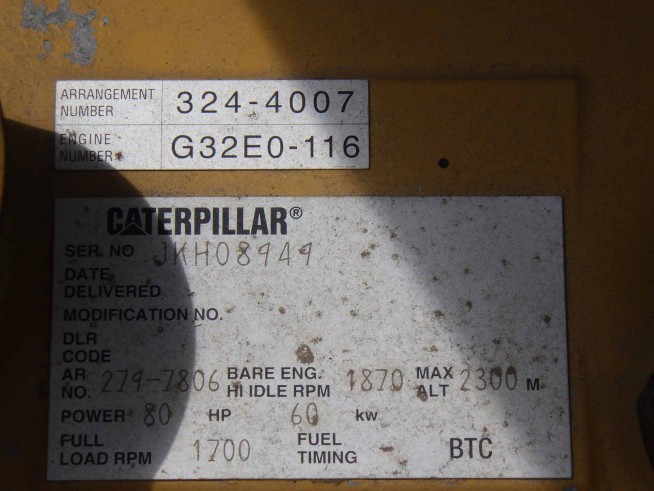 ARRANGEMENT NUMBER 324-4007
ENGINE NUMBER G32E0-116
CATERPILLAR®
SER. NO JKH08949
DATE
DELIVERED
MODIFICATION NO.
DLR
CODE
AR NO. 279-7806 BARE ENG. HI IDLE RPM 1870 MAX ALT 2300 M
POWER 80 HP 60 kw
FULL LOAD RPM 1700 FUEL TIMING BTC